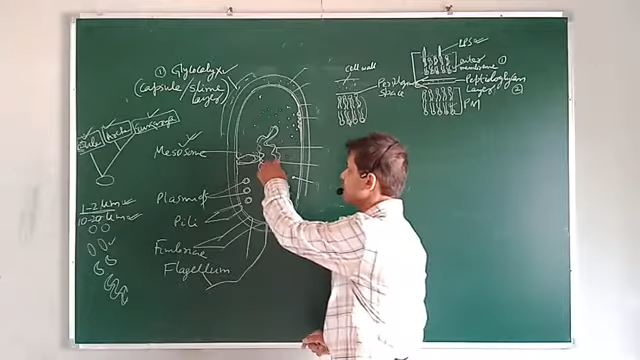 ① Glycocalyx
(capsule/slime
layer)
Mesosome
Plasmid
Pili
Fimbriae
Flagellum
1-2 μm
10-20 μm
cell wall
Periplasmic
space
LPS
outer
membrane ①
Peptidoglycan
Layer ②
PM